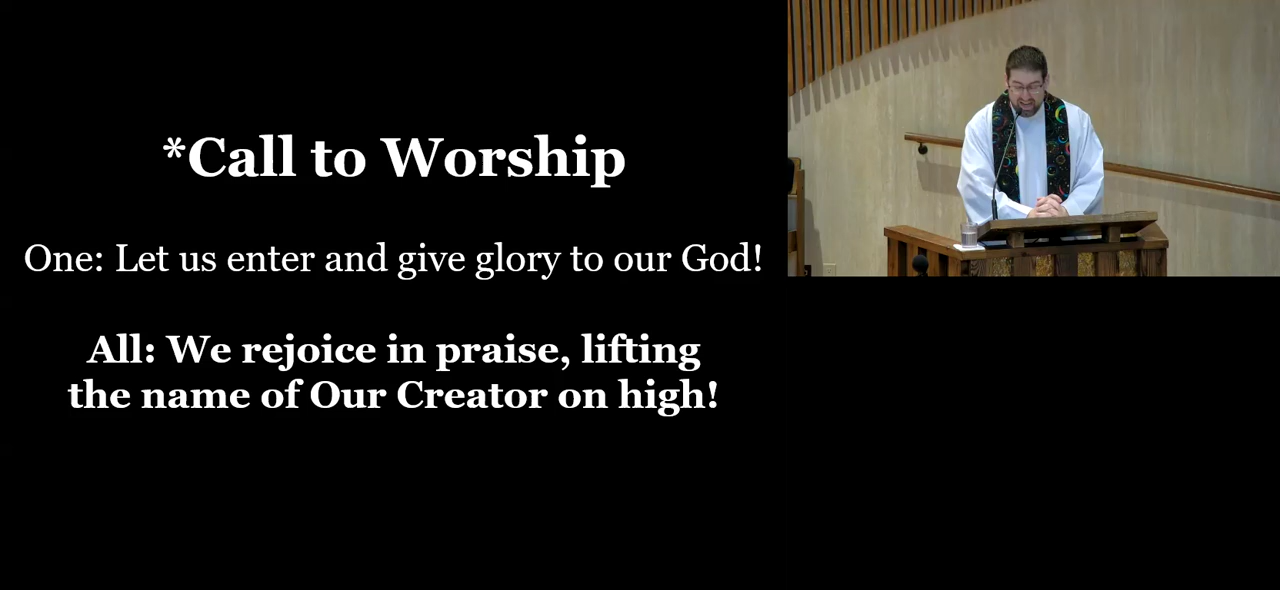 *Call to Worship
One: Let us enter and give glory to our God!
All: We rejoice in praise, lifting
the name of Our Creator on high!